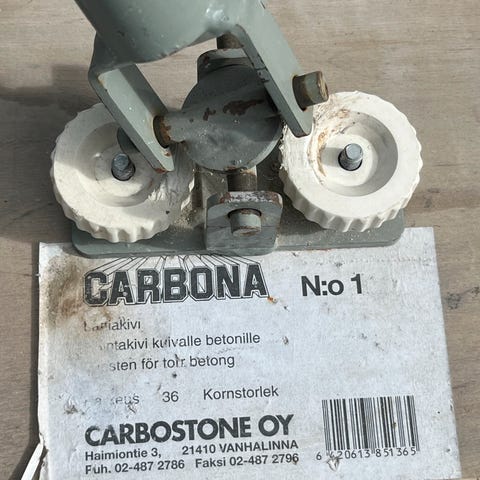 CARBONA N:o 1
kuivalle betonille
för torr betong
36 Kornstorlek
CARBOSTONE OY
Haimiontie 3, 21410 VANHALINNA
Puh. 02-487 2786 Faksi 02-487 2796
6 420613 851365